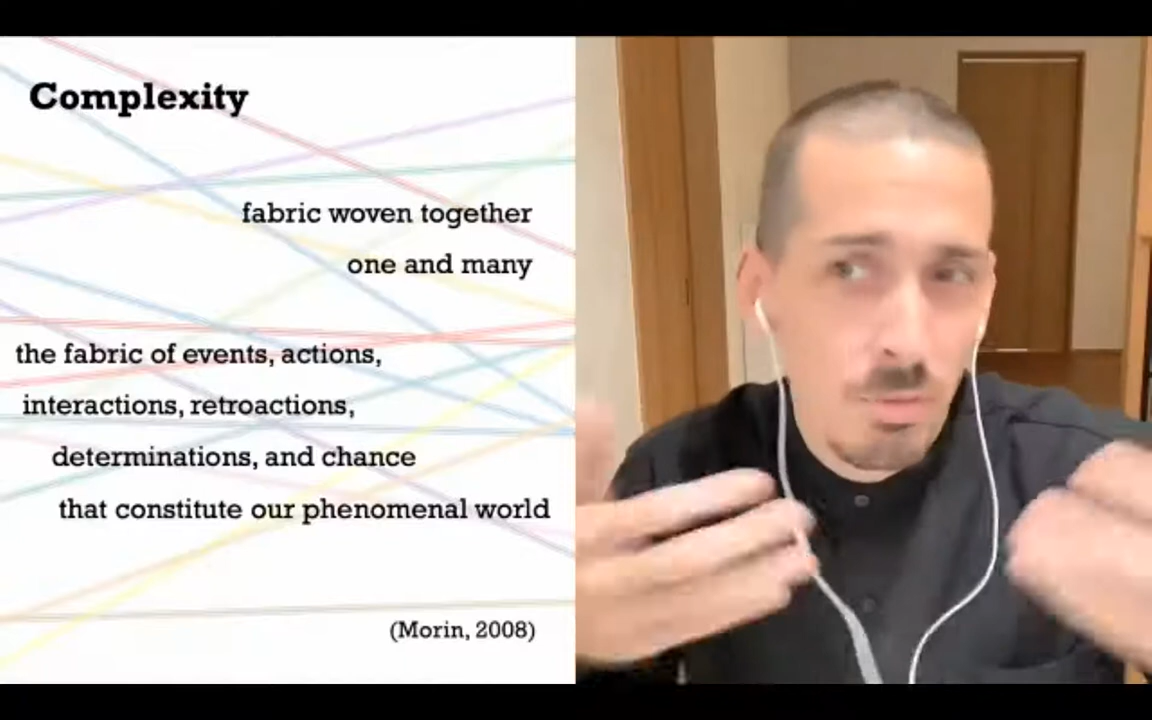 Complexity
fabric woven together
one and many
the fabric of events, actions,
interactions, retroactions,
determinations, and chance
that constitute our phenomenal world
(Morin, 2008)